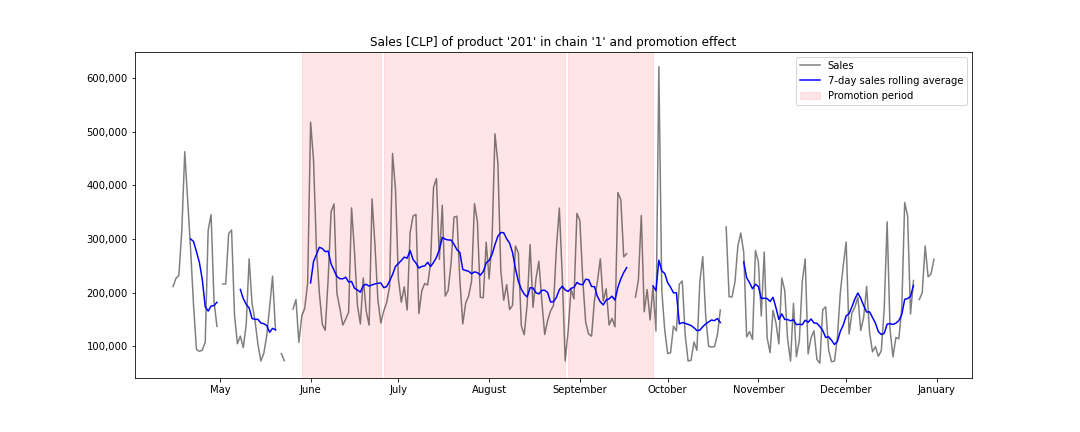 Sales [CLP] of product '201' in chain '1' and promotion effect
Sales
7-day sales rolling average
Promotion period
600,000
500,000
400,000
300,000
200,000
100,000
May June July August September October November December January